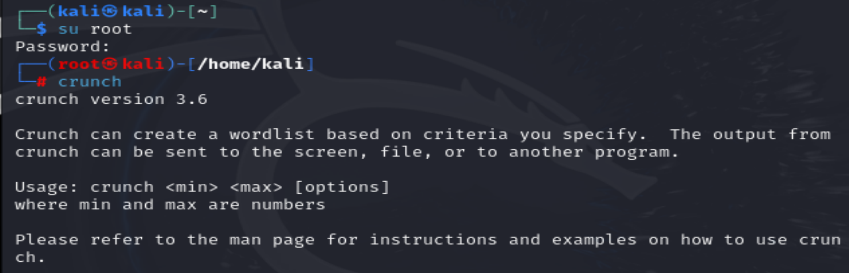 ┌──(kali㉿kali)-[~]
└─$ su root
Password:
┌──(root㉿kali)-[/home/kali]
└─# crunch
crunch version 3.6

Crunch can create a wordlist based on criteria you specify.  The output from
crunch can be sent to the screen, file, or to another program.

Usage: crunch <min> <max> [options]
where min and max are numbers

Please refer to the man page for instructions and examples on how to use crun
ch.